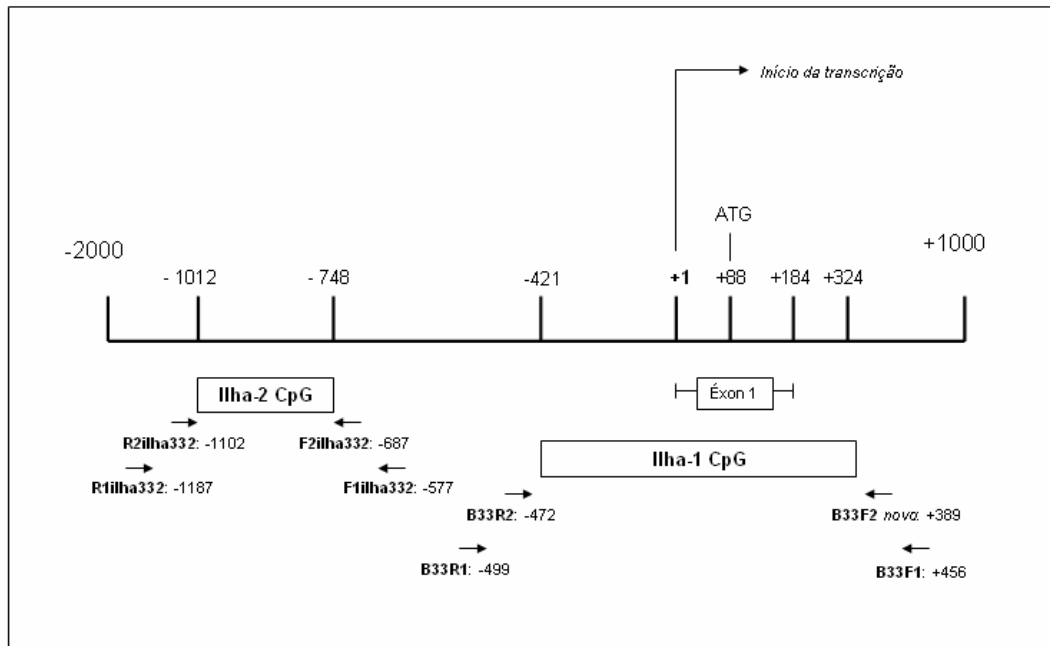 Início da transcrição
ATG
-2000
- 1012
- 748
-421
+1
+88
+184
+324
+1000
Ilha-2 CpG
Éxon 1
R2ilha332: -1102
F2ilha332: -687
Ilha-1 CpG
R1ilha332: -1187
F1ilha332: -577
B33R2: -472
B33F2 nova: +389
B33R1: -499
B33F1: +456